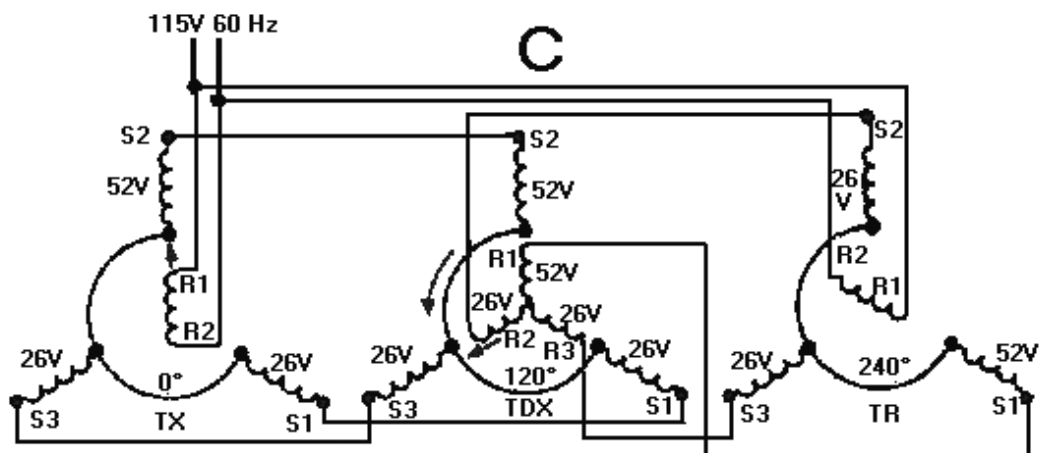 115V 60 Hz
C
S2
52V
R1
R2
26V
0°
26V
S3
TX
S1
S2
52V
R1
52V
26V
26V
R2
R3
26V
120°
26V
S3
TDX
S1
S2
26
V
R2
R1
26V
240°
52V
S3
TR
S1